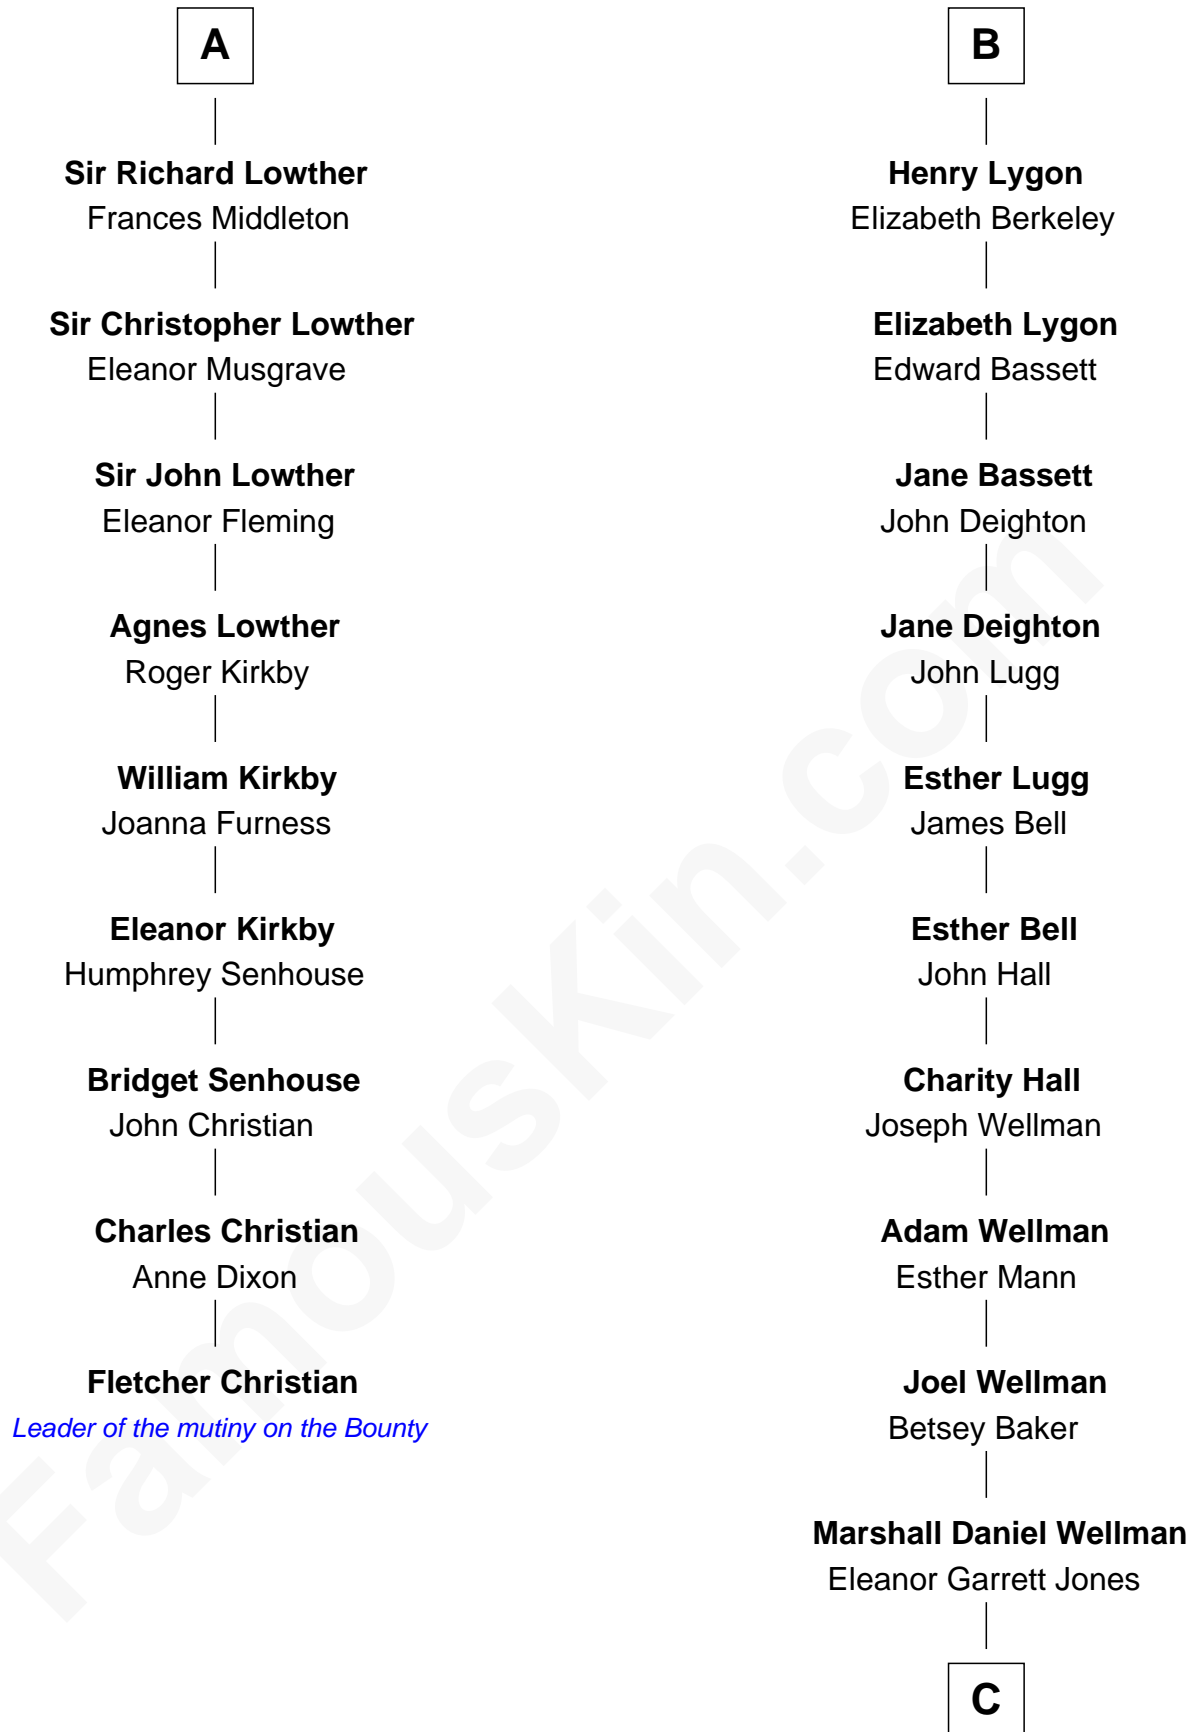 A
Sir Richard Lowther
Frances Middleton
Sir Christopher Lowther
Eleanor Musgrave
Sir John Lowther
Eleanor Fleming
Agnes Lowther
Roger Kirkby
William Kirkby
Joanna Furness
Eleanor Kirkby
Humphrey Senhouse
Bridget Senhouse
John Christian
Charles Christian
Anne Dixon
Fletcher Christian
Leader of the mutiny on the Bounty
B
Henry Lygon
Elizabeth Berkeley
Elizabeth Lygon
Edward Bassett
Jane Bassett
John Deighton
Jane Deighton
John Lugg
Esther Lugg
James Bell
Esther Bell
John Hall
Charity Hall
Joseph Wellman
Adam Wellman
Esther Mann
Joel Wellman
Betsey Baker
Marshall Daniel Wellman
Eleanor Garrett Jones
C
FamousKin.com